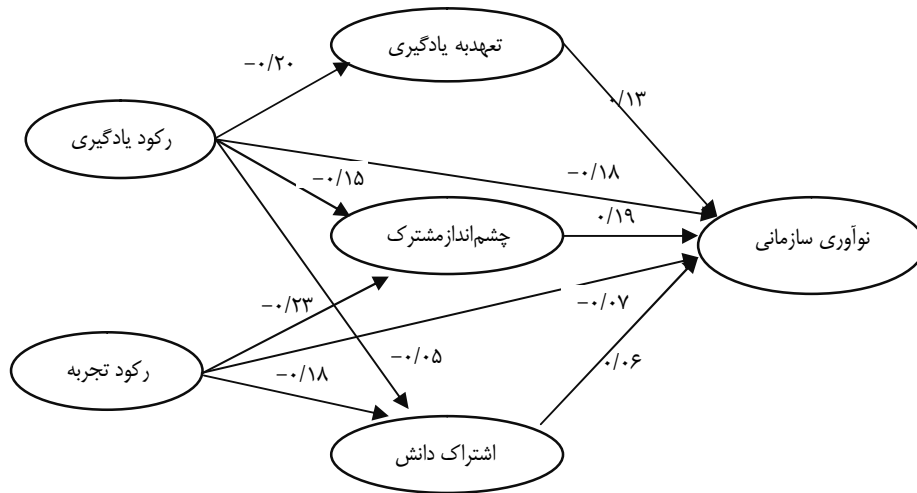 تعهدبه یادگیری
−۰/۲۰
۰/۱۳
رکود یادگیری
−۰/۱۵
−۰/۱۸
چشم‌اندازمشترک
۰/۱۹
نوآوری سازمانی
−۰/۲۳
−۰/۰۷
رکود تجربه
−۰/۱۸
−۰/۰۵
۰/۰۶
اشتراک دانش